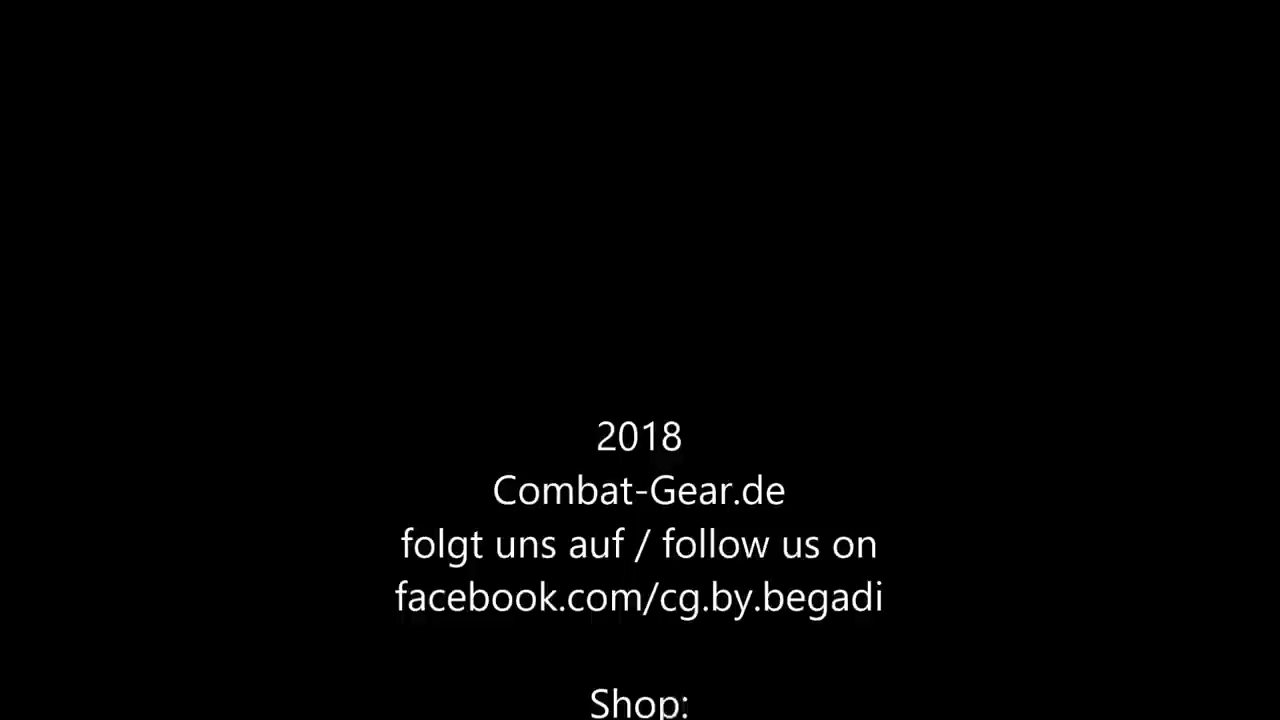 2018
Combat-Gear.de
folgt uns auf / follow us on
facebook.com/cg.by.begadi
Shop: